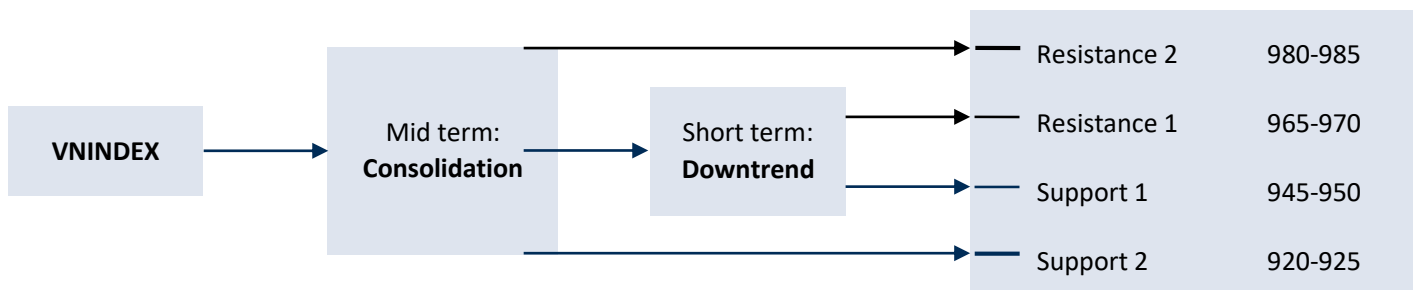 VNINDEX
Mid term:
Consolidation
Short term:
Downtrend
Resistance 2 980-985
Resistance 1 965-970
Support 1 945-950
Support 2 920-925